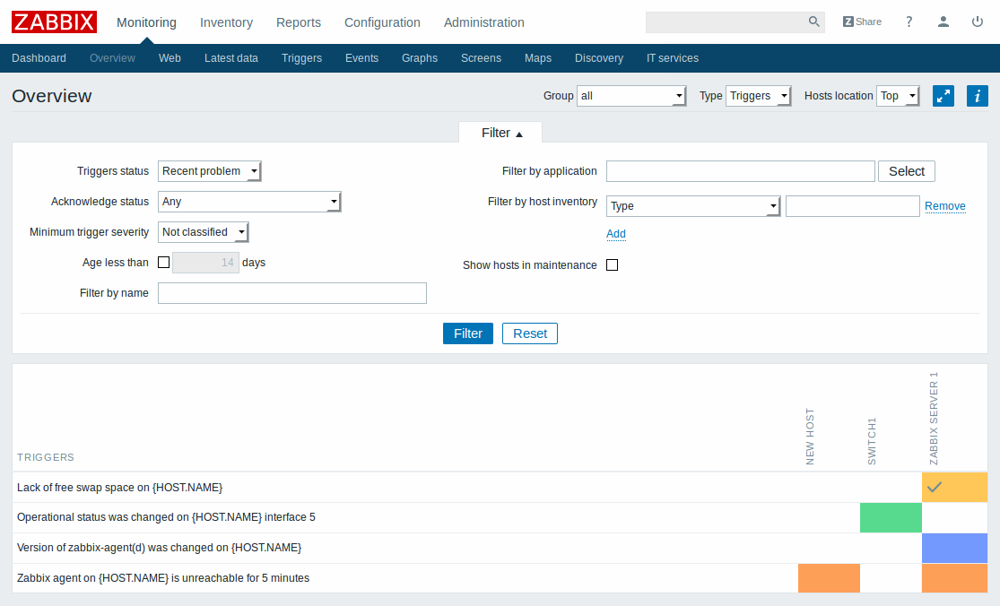 ZABBIX Monitoring Inventory Reports Configuration Administration Z Share ?
Dashboard Overview Web Latest data Triggers Events Graphs Screens Maps Discovery IT services
Overview Group all Type Triggers Hosts location Top i
Filter
Triggers status Recent problem Filter by application Select
Acknowledge status Any Filter by host inventory Type Remove
Minimum trigger severity Not classified Add
Age less than 14 days Show hosts in maintenance
Filter by name
Filter Reset
TRIGGERS NEW HOST SWITCH1 ZABBIX SERVER 1
Lack of free swap space on {HOST.NAME}
Operational status was changed on {HOST.NAME} interface 5
Version of zabbix-agent(d) was changed on {HOST.NAME}
Zabbix agent on {HOST.NAME} is unreachable for 5 minutes